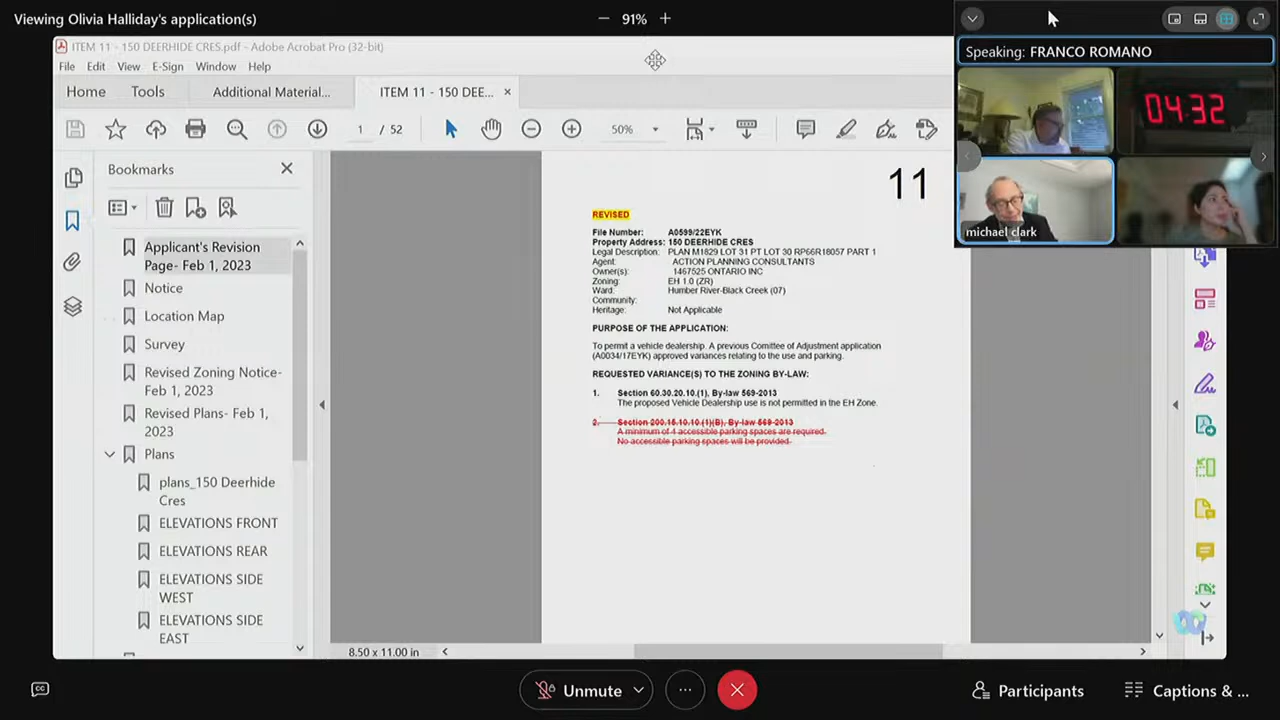 Viewing Olivia Halliday's application(s)
91%
ITEM 11 - 150 DEERHIDE CRES.pdf - Adobe Acrobat Pro (32-bit)
File Edit View E-Sign Window Help
Home Tools Additional Material... ITEM 11 - 150 DEE...
1 / 52 50%
Speaking: FRANCO ROMANO
04:32
michael clark
Bookmarks
Applicant's Revision
Page- Feb 1, 2023
Notice
Location Map
Survey
Revised Zoning Notice-
Feb 1, 2023
Revised Plans- Feb 1,
2023
Plans
plans_150 Deerhide
Cres
ELEVATIONS FRONT
ELEVATIONS REAR
ELEVATIONS SIDE
WEST
ELEVATIONS SIDE
EAST
11
REVISED
File Number: A0599/22EYK
Property Address: 150 DEERHIDE CRES
Legal Description: PLAN M1829 LOT 31 PT LOT 30 RP66R18057 PART 1
Agent: ACTION PLANNING CONSULTANTS
Owner(s): 1467525 ONTARIO INC
Zoning: EH 1.0 (ZR)
Ward: Humber River-Black Creek (07)
Community:
Heritage: Not Applicable
PURPOSE OF THE APPLICATION:
To permit a vehicle dealership. A previous Comittee of Adjustment application
(A0034/17EYK) approved variances relating to the use and parking.
REQUESTED VARIANCE(S) TO THE ZONING BY-LAW:
1. Section 60.30.20.10.(1), By-law 569-2013
The proposed Vehicle Dealership use is not permitted in the EH Zone.
2. Section 200.15.10.10.(1)(B), By-law 569-2013
A minimum of 4 accessible parking spaces are required.
No accessible parking spaces will be provided.
8.50 x 11.00 in
Unmute
Participants
Captions & ...